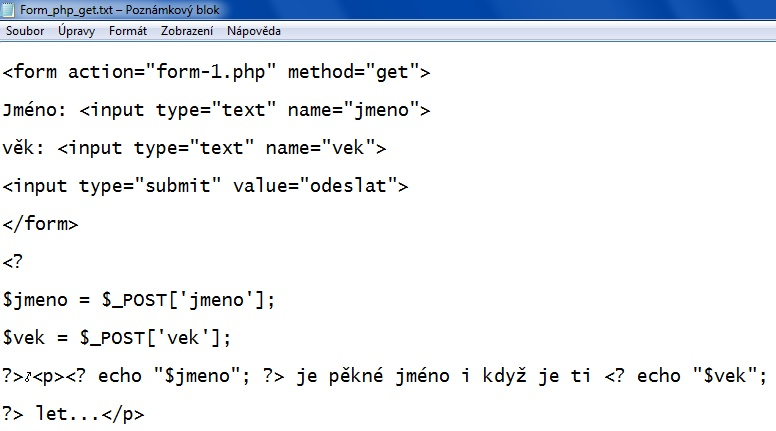 Form_php_get.txt – Poznámkový blok
Soubor Úpravy Formát Zobrazení Nápověda
<form action="form-1.php" method="get">
Jméno: <input type="text" name="jmeno">
věk: <input type="text" name="vek">
<input type="submit" value="odeslat">
</form>
<?
$jmeno = $_POST['jmeno'];
$vek = $_POST['vek'];
?><p><? echo "$jmeno"; ?> je pěkné jméno i když je ti <? echo "$vek";
?> let...</p>